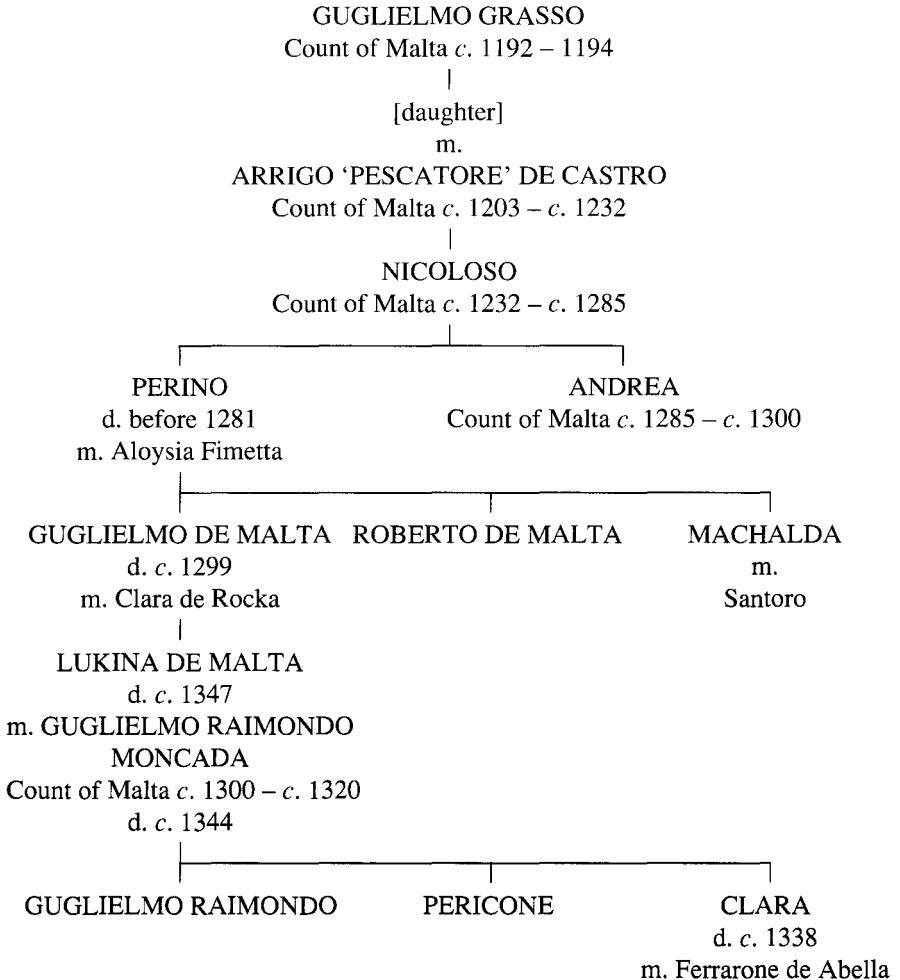 GUGLIELMO GRASSO
Count of Malta c. 1192 – 1194
[daughter]
m.
ARRIGO ‘PESCATORE’ DE CASTRO
Count of Malta c. 1203 – c. 1232
NICOLOSO
Count of Malta c. 1232 – c. 1285
PERINO
d. before 1281
m. Aloysia Fimetta
ANDREA
Count of Malta c. 1285 – c. 1300
GUGLIELMO DE MALTA
d. c. 1299
m. Clara de Rocka
ROBERTO DE MALTA
MACHALDA
m.
Santoro
LUKINA DE MALTA
d. c. 1347
m. GUGLIELMO RAIMONDO
MONCADA
Count of Malta c. 1300 – c. 1320
d. c. 1344
GUGLIELMO RAIMONDO
PERICONE
CLARA
d. c. 1338
m. Ferrarone de Abella